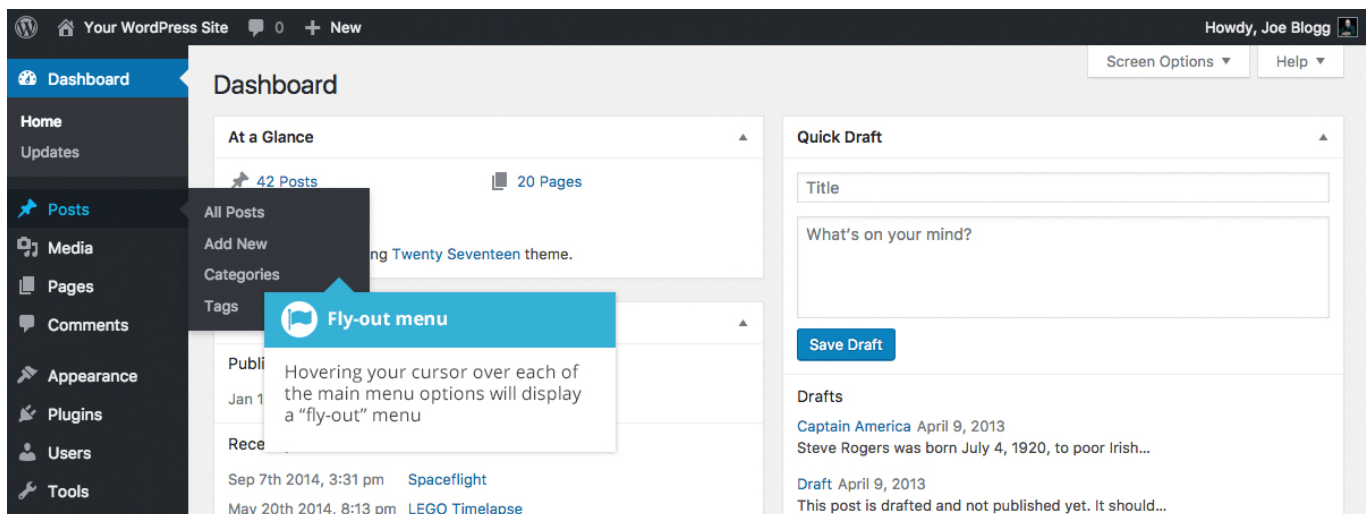 Your WordPress Site 0 + New
Howdy, Joe Blogg
Dashboard
Home
Updates
Posts
Media
Pages
Comments
Appearance
Plugins
Users
Tools
All Posts
Add New
Categories
Tags
Dashboard
Screen Options
Help
At a Glance
42 Posts
20 Pages
ng Twenty Seventeen theme.
Fly-out menu
Hovering your cursor over each of
the main menu options will display
a “fly-out” menu
Publi
Jan 1
Rece
Sep 7th 2014, 3:31 pm Spaceflight
May 20th 2014, 8:13 pm LEGO Timelapse
Quick Draft
Title
What's on your mind?
Save Draft
Drafts
Captain America April 9, 2013
Steve Rogers was born July 4, 1920, to poor Irish...
Draft April 9, 2013
This post is drafted and not published yet. It should...